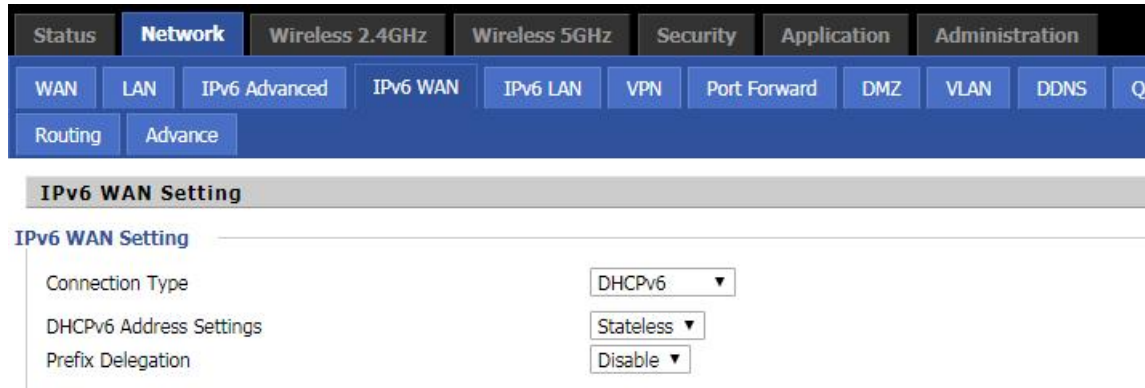 Status Network Wireless 2.4GHz Wireless 5GHz Security Application Administration
WAN LAN IPv6 Advanced IPv6 WAN IPv6 LAN VPN Port Forward DMZ VLAN DDNS Q
Routing Advance
IPv6 WAN Setting
IPv6 WAN Setting
Connection Type DHCPv6
DHCPv6 Address Settings Stateless
Prefix Delegation Disable